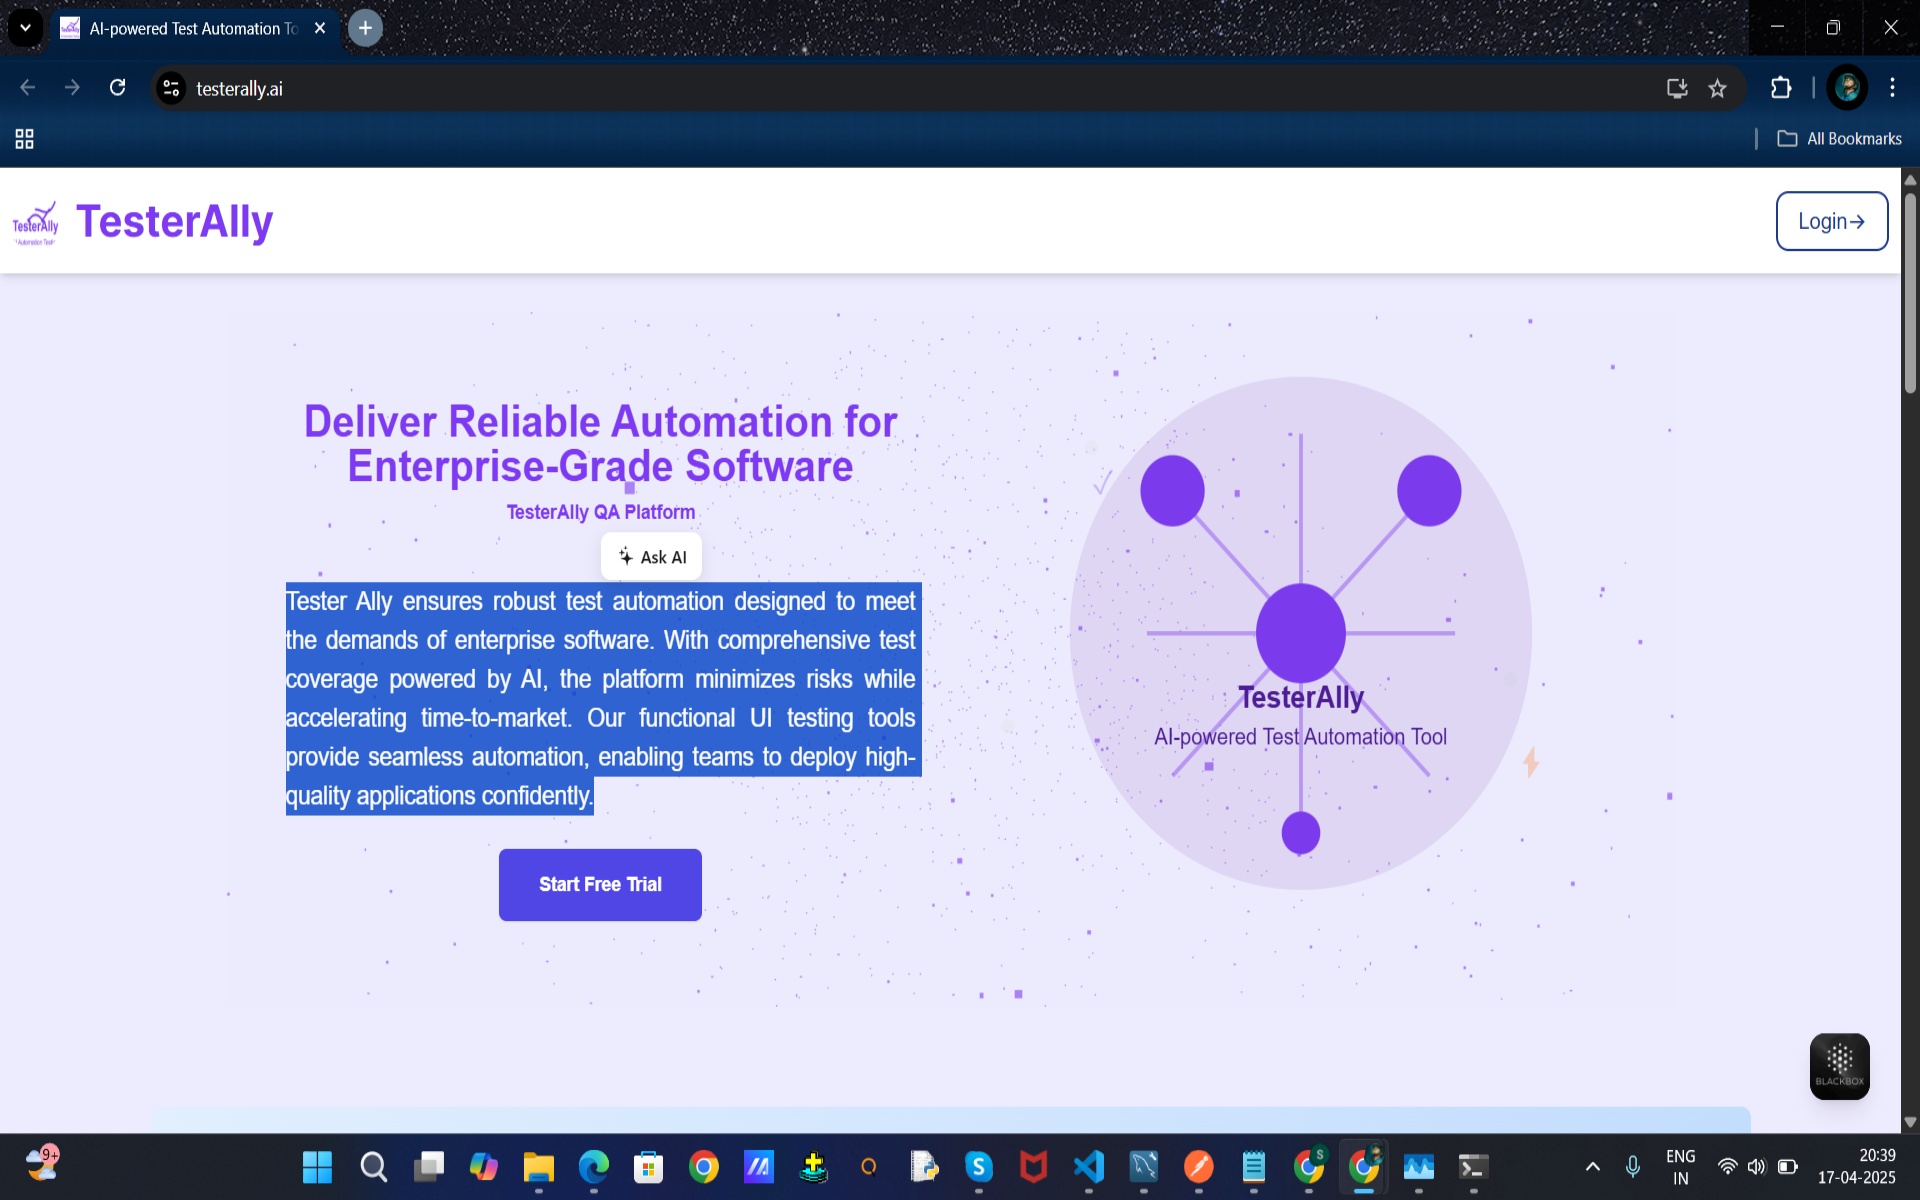 AI-powered Test Automation To
testerally.ai
All Bookmarks
TesterAlly
TesterAlly
Login→
Deliver Reliable Automation for
Enterprise-Grade Software
TesterAlly QA Platform
Ask AI
Tester Ally ensures robust test automation designed to meet
the demands of enterprise software. With comprehensive test
coverage powered by AI, the platform minimizes risks while
accelerating time-to-market. Our functional UI testing tools
provide seamless automation, enabling teams to deploy high-
quality applications confidently.
Start Free Trial
TesterAlly
AI-powered Test Automation Tool
BLACKBOX
9+
S
S
ENG
IN
20:39
17-04-2025